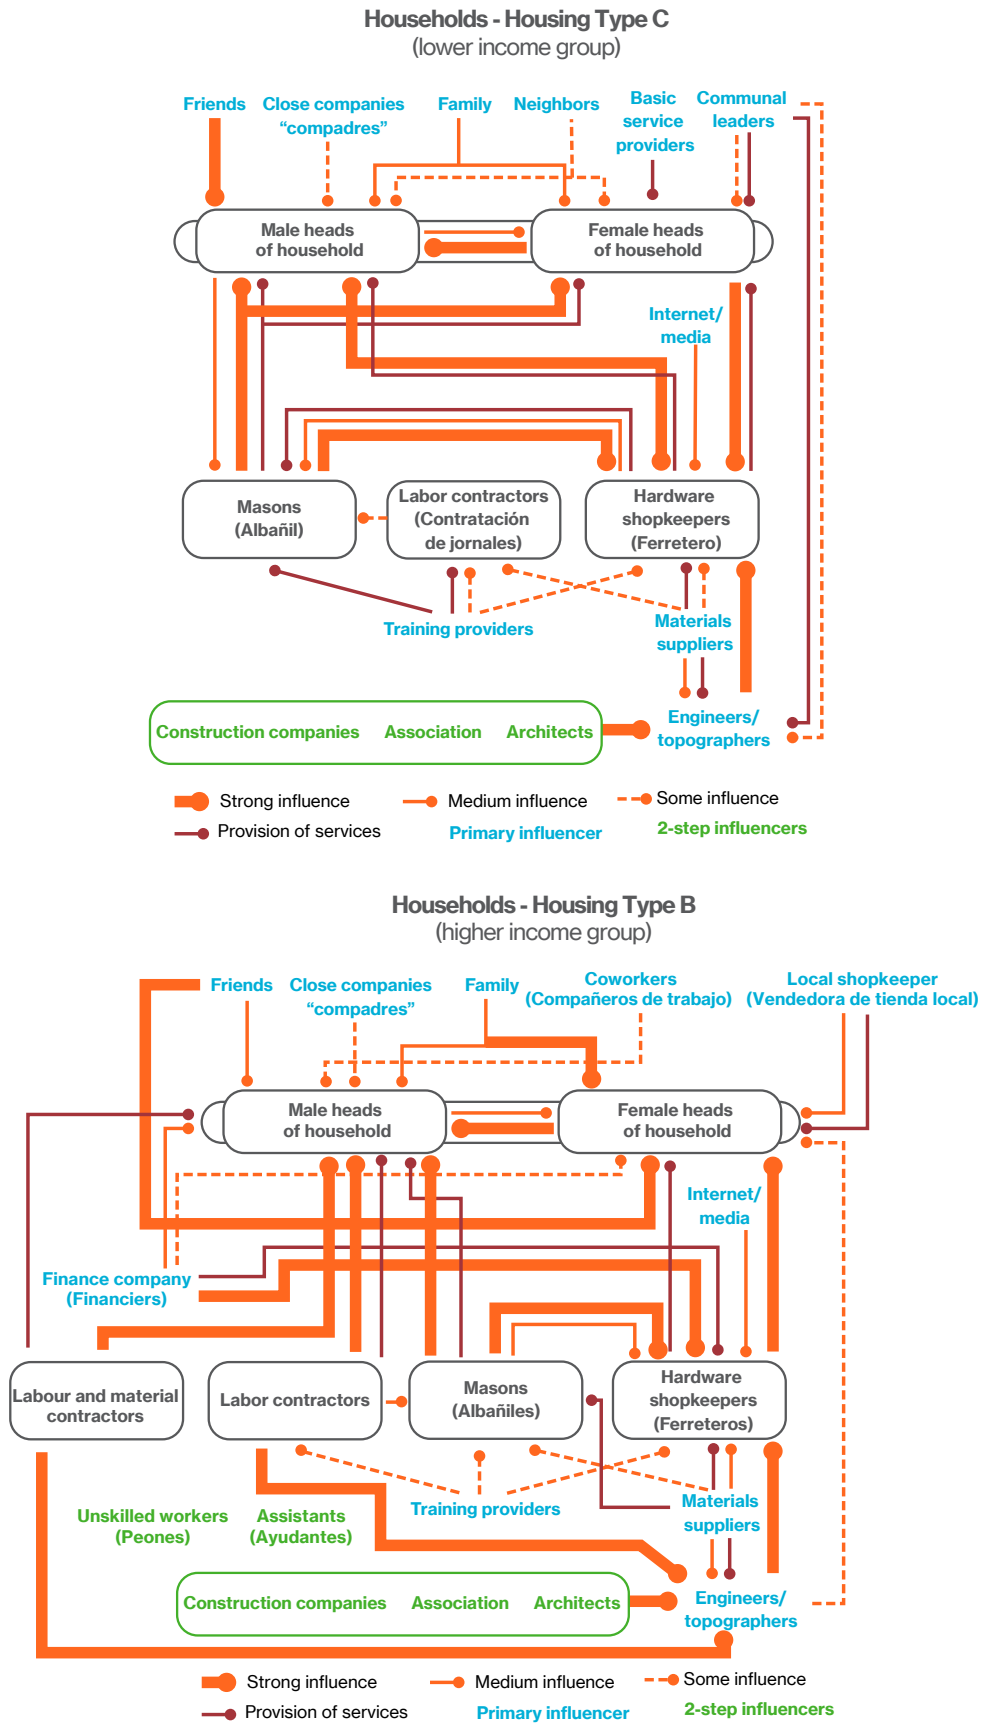 Households - Housing Type C
(lower income group)
Friends
Close companies
“compadres”
Family
Neighbors
Basic
service
providers
Communal
leaders
Male heads
of household
Female heads
of household
Internet/
media
Masons
(Albañil)
Labor contractors
(Contratación
de jornales)
Hardware
shopkeepers
(Ferretero)
Training providers
Materials
suppliers
Construction companies
Association
Architects
Engineers/
topographers
Strong influence
Medium influence
Some influence
Provision of services
Primary influencer
2-step influencers
Households - Housing Type B
(higher income group)
Friends
Close companies
“compadres”
Family
Coworkers
(Compañeros de trabajo)
Local shopkeeper
(Vendedora de tienda local)
Male heads
of household
Female heads
of household
Internet/
media
Finance company
(Financiers)
Labour and material
contractors
Labor contractors
Masons
(Albañiles)
Hardware
shopkeepers
(Ferreteros)
Training providers
Materials
suppliers
Unskilled workers
(Peones)
Assistants
(Ayudantes)
Construction companies
Association
Architects
Engineers/
topographers
Strong influence
Medium influence
Some influence
Provision of services
Primary influencer
2-step influencers